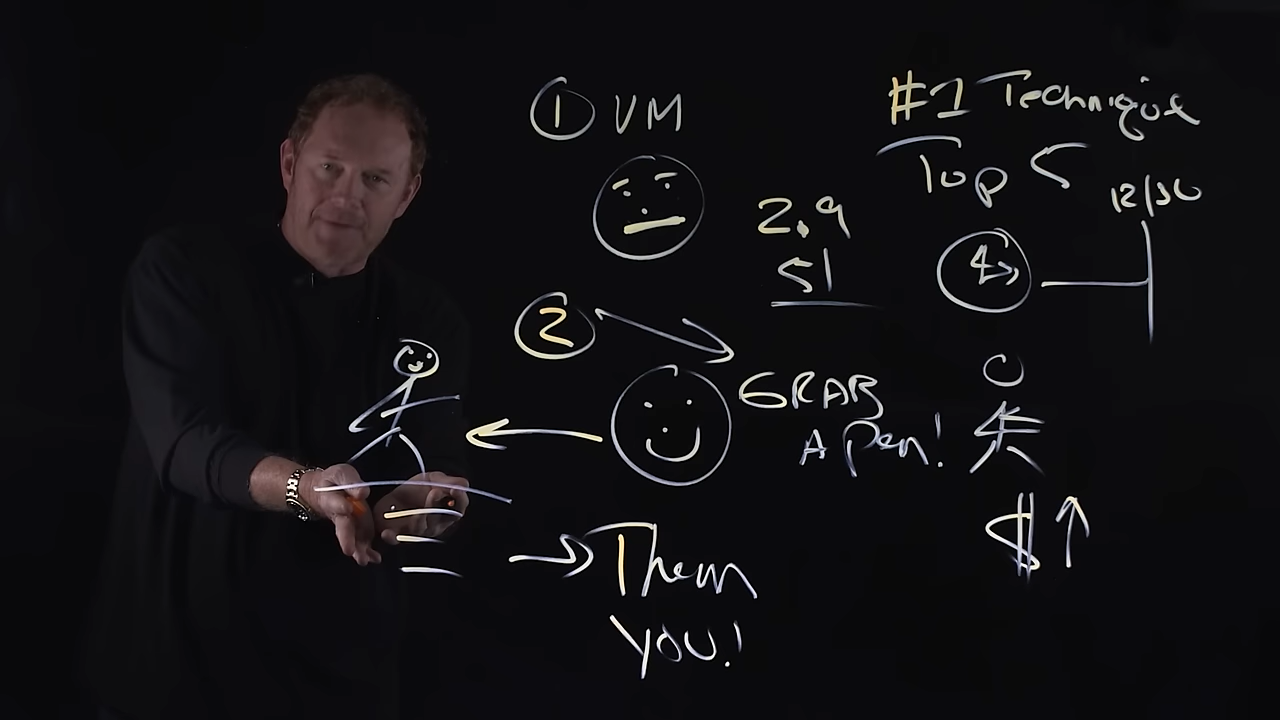 ① VM
2.9
51
②
GRAB
A Pen!
Them
YOU!
#1 Technique
Top 5
12/30
$↑